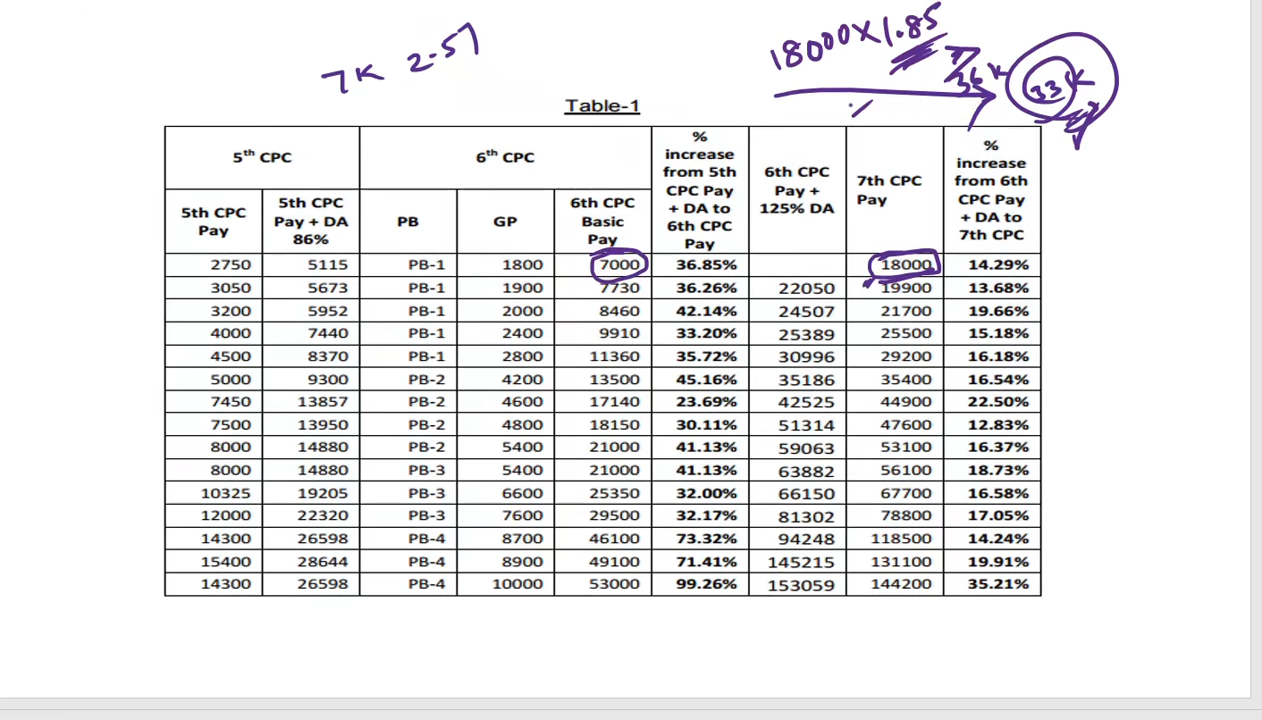 7K 2.57
18000X1.85
36K
33K
Table-1
5th CPC 6th CPC % increase from 5th CPC Pay + DA to 6th CPC Pay 6th CPC Pay + 125% DA 7th CPC Pay % increase from 6th CPC Pay + DA to 7th CPC
5th CPC Pay 5th CPC Pay + DA 86% PB GP 6th CPC Basic Pay
2750 5115 PB-1 1800 7000 36.85% 18000 14.29%
3050 5673 PB-1 1900 7730 36.26% 22050 19900 13.68%
3200 5952 PB-1 2000 8460 42.14% 24507 21700 19.66%
4000 7440 PB-1 2400 9910 33.20% 25389 25500 15.18%
4500 8370 PB-1 2800 11360 35.72% 30996 29200 16.18%
5000 9300 PB-2 4200 13500 45.16% 35186 35400 16.54%
7450 13857 PB-2 4600 17140 23.69% 42525 44900 22.50%
7500 13950 PB-2 4800 18150 30.11% 51314 47600 12.83%
8000 14880 PB-2 5400 21000 41.13% 59063 53100 16.37%
8000 14880 PB-3 5400 21000 41.13% 63882 56100 18.73%
10325 19205 PB-3 6600 25350 32.00% 66150 67700 16.58%
12000 22320 PB-3 7600 29500 32.17% 81302 78800 17.05%
14300 26598 PB-4 8700 46100 73.32% 94248 118500 14.24%
15400 28644 PB-4 8900 49100 71.41% 145215 131100 19.91%
14300 26598 PB-4 10000 53000 99.26% 153059 144200 35.21%